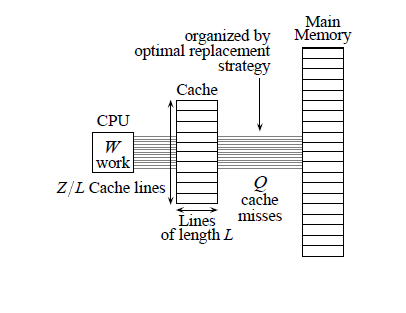 Main
Memory
organized by
optimal replacement
strategy
Cache
CPU
W
work
Z/L Cache lines
Q
cache
misses
Lines
of length L